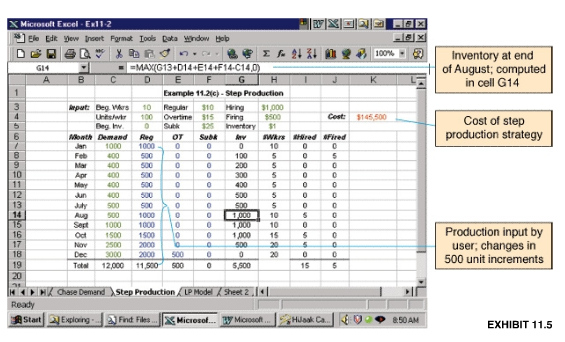 Microsoft Excel - Ex11-2
File Edit View Insert Format Tools Data Window Help
100%
G14 = =MAX(G13+D14+E14+F14-C14,0)
A B C D E F G H I J K L
1 Example 11.2(c) - Step Production
3 Input: Beg. Wkrs 10 Regular $10 Hiring $1,000
4 Units/wkr 100 Overtime $15 Firing $500 Cost: $145,500
5 Beg. Inv. 0 Subk $25 Inventory $1
6 Month Demand Reg OT Subk Inv #Wkrs #Hired #Fired
7 Jan 1000 1000 0 0 0 10 0 0
8 Feb 400 500 0 0 100 5 0 5
9 Mar 400 500 0 0 200 5 0 0
10 Apr 400 500 0 0 300 5 0 0
11 May 400 500 0 0 400 5 0 0
12 Jun 400 500 0 0 500 5 0 0
13 July 500 500 0 0 500 5 0 0
14 Aug 500 1000 0 0 1,000 10 5 0
15 Sept 1000 1000 0 0 1,000 10 0 0
16 Oct 1500 1500 0 0 1,000 15 5 0
17 Nov 2500 2000 0 0 500 20 5 0
18 Dec 3000 2000 500 0 0 20 0 0
19 Total 12,000 11,500 500 0 5,500 15 5
20
Chase Demand Step Production LP Model Sheet 2
Ready
Start Exploring - ... Find: Files ... Microsof... Microsoft ... HiJaak Ca... 8:50 AM
Inventory at end
of August; computed
in cell G14
Cost of step
production strategy
Production input by
user; changes in
500 unit increments
EXHIBIT 11.5